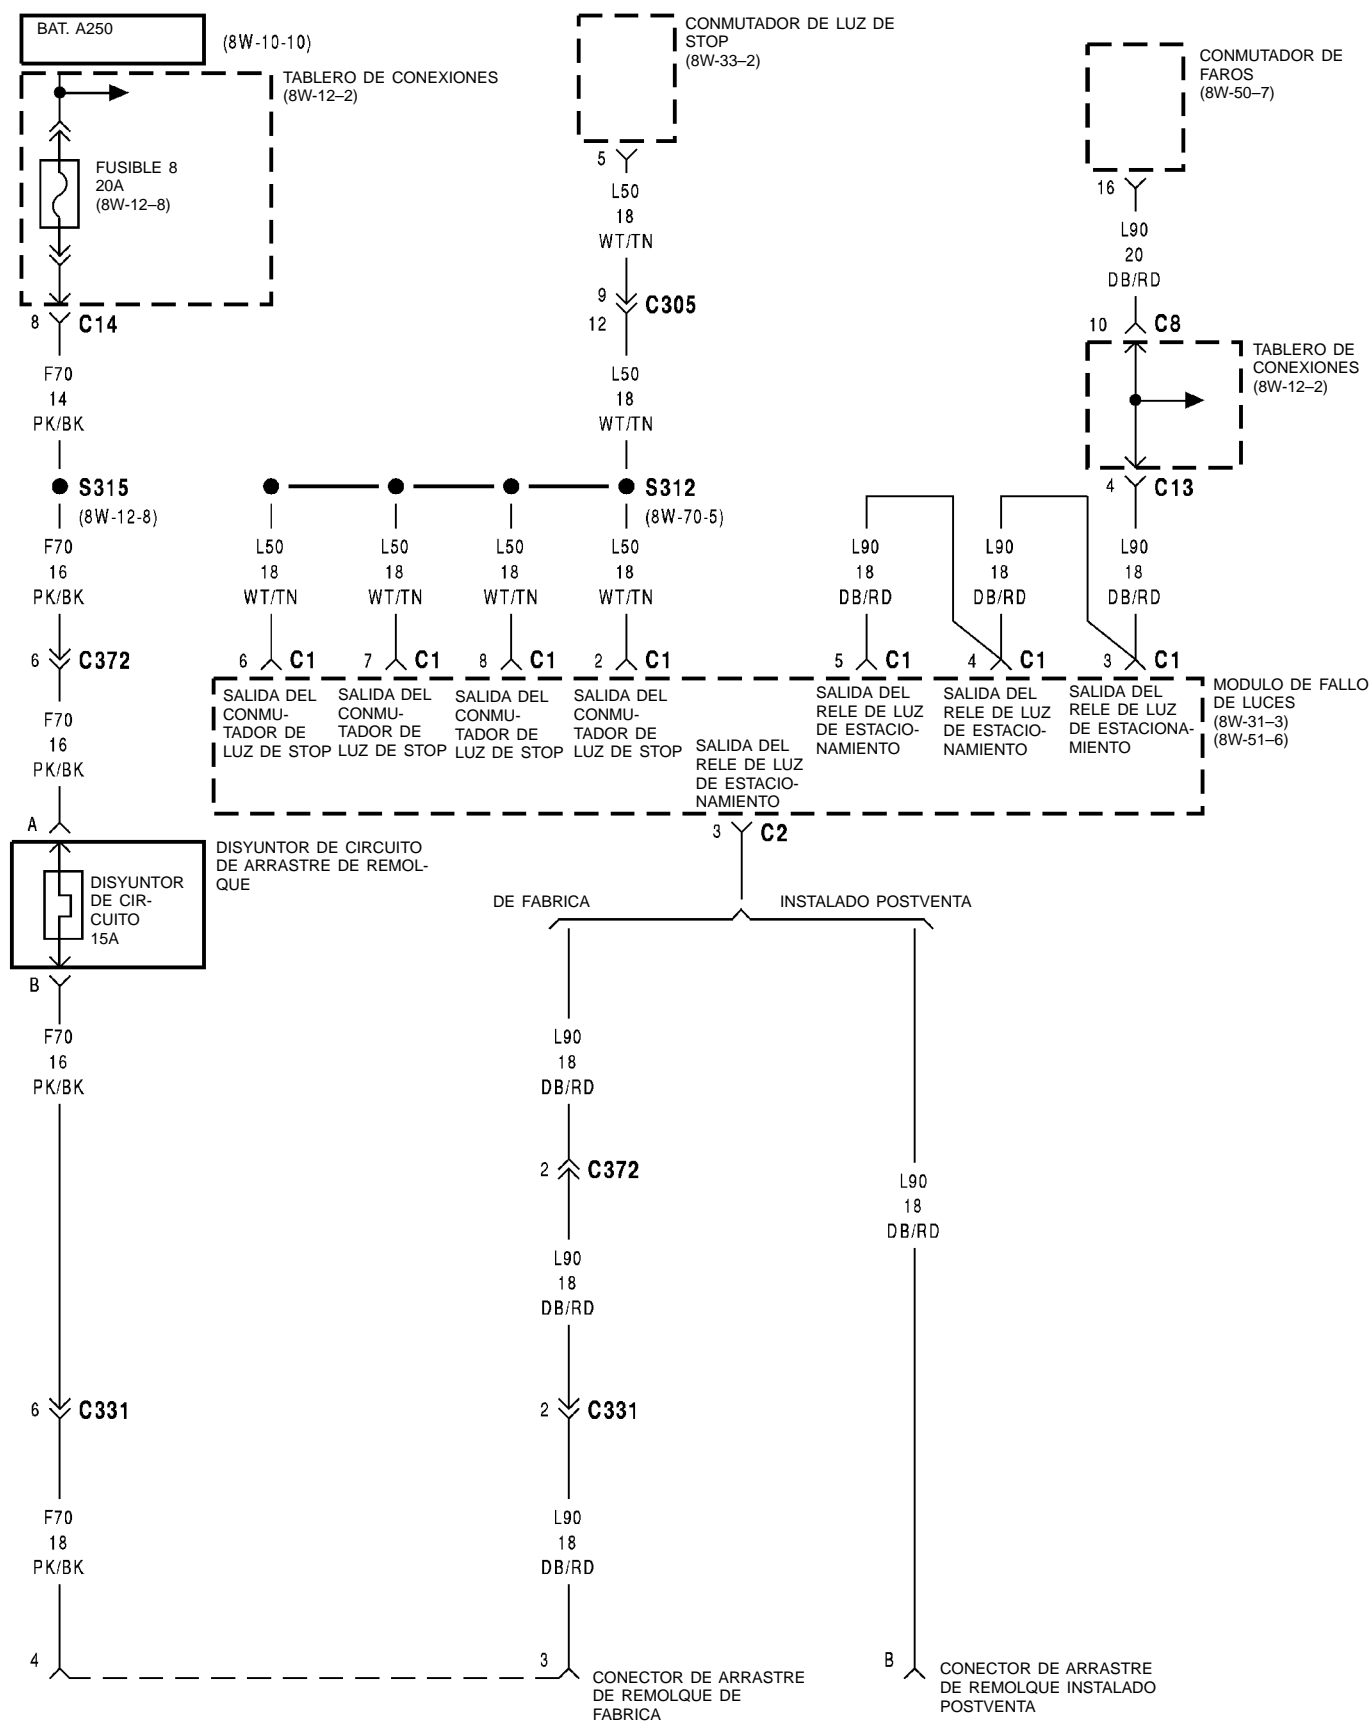 BAT. A250
(8W-10-10)
TABLERO DE CONEXIONES
(8W-12–2)
FUSIBLE 8
20A
(8W-12–8)
8 C14
F70
14
PK/BK
S315
(8W-12-8)
F70
16
PK/BK
6 C372
F70
16
PK/BK
A
DISYUNTOR DE CIRCUITO
DE ARRASTRE DE REMOL-
QUE
DISYUNTOR
DE CIR-
CUITO
15A
B
F70
16
PK/BK
6 C331
F70
18
PK/BK
4
CONMUTADOR DE LUZ DE
STOP
(8W-33–2)
5
L50
18
WT/TN
9 C305
12
L50
18
WT/TN
S312
(8W-70-5)
L50
18
WT/TN
6 C1
L50
18
WT/TN
7 C1
L50
18
WT/TN
8 C1
L50
18
WT/TN
2 C1
CONMUTADOR DE
FAROS
(8W-50–7)
16
L90
20
DB/RD
10 C8
TABLERO DE
CONEXIONES
(8W-12–2)
4 C13
L90
18
DB/RD
5 C1
L90
18
DB/RD
4 C1
L90
18
DB/RD
3 C1
MODULO DE FALLO
DE LUCES
(8W-31–3)
(8W-51–6)
SALIDA DEL
CONMU-
TADOR DE
LUZ DE STOP
SALIDA DEL
CONMU-
TADOR DE
LUZ DE STOP
SALIDA DEL
CONMU-
TADOR DE
LUZ DE STOP
SALIDA DEL
CONMU-
TADOR DE
LUZ DE STOP
SALIDA DEL
RELE DE LUZ
DE ESTACIO-
NAMIENTO
SALIDA DEL
RELE DE LUZ
DE ESTACIO-
NAMIENTO
SALIDA DEL
RELE DE LUZ
DE ESTACIO-
NAMIENTO
SALIDA DEL
RELE DE LUZ
DE ESTACIONA-
MIENTO
3 C2
DE FABRICA
INSTALADO POSTVENTA
L90
18
DB/RD
2 C372
L90
18
DB/RD
2 C331
L90
18
DB/RD
3
CONECTOR DE ARRASTRE
DE REMOLQUE DE
FABRICA
L90
18
DB/RD
B
CONECTOR DE ARRASTRE
DE REMOLQUE INSTALADO
POSTVENTA